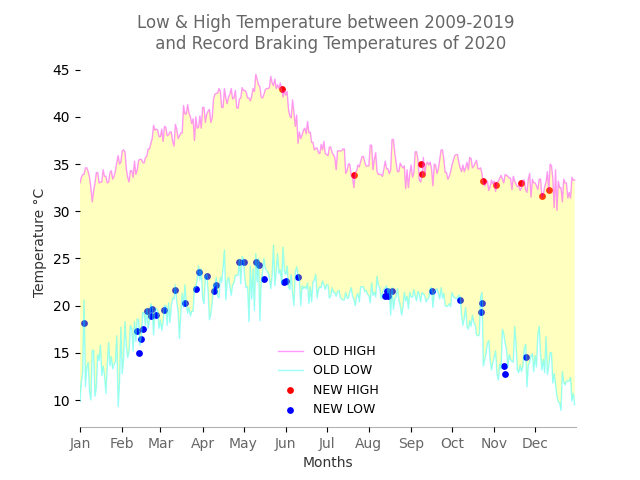 Low & High Temperature between 2009-2019
and Record Braking Temperatures of 2020
45
40
35
30
25
20
15
10
Temperature °C
OLD HIGH
OLD LOW
NEW HIGH
NEW LOW
Jan Feb Mar Apr May Jun Jul Aug Sep Oct Nov Dec
Months